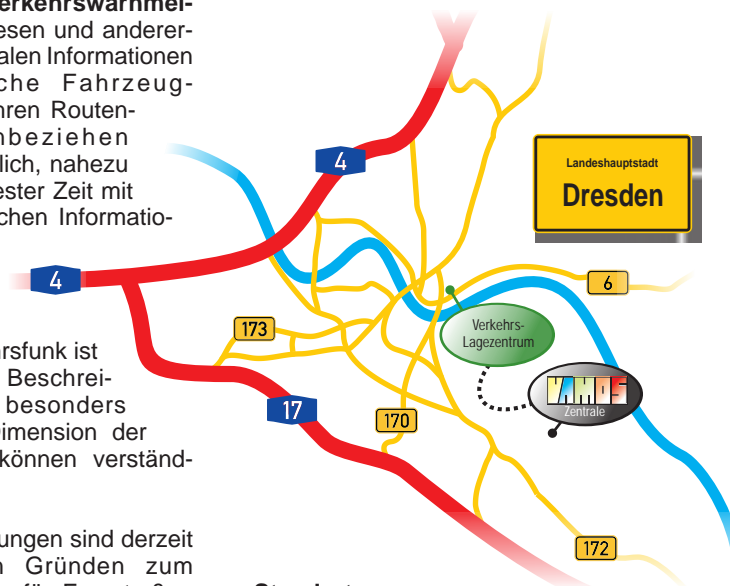 erkehrswarnmel-
esen und anderer-
alen Informationen
che Fahrzeug-
hren Routen-
nbeziehen
lich, nahezu
ester Zeit mit
chen Informatio-
rsfunk ist
Beschrei-
besonders
Dimension der
können verständ-
ungen sind derzeit
n Gründen zum
4
4
17
173
170
172
6
Landeshauptstadt
Dresden
Verkehrs-
Lagezentrum
VAMOS
Zentrale